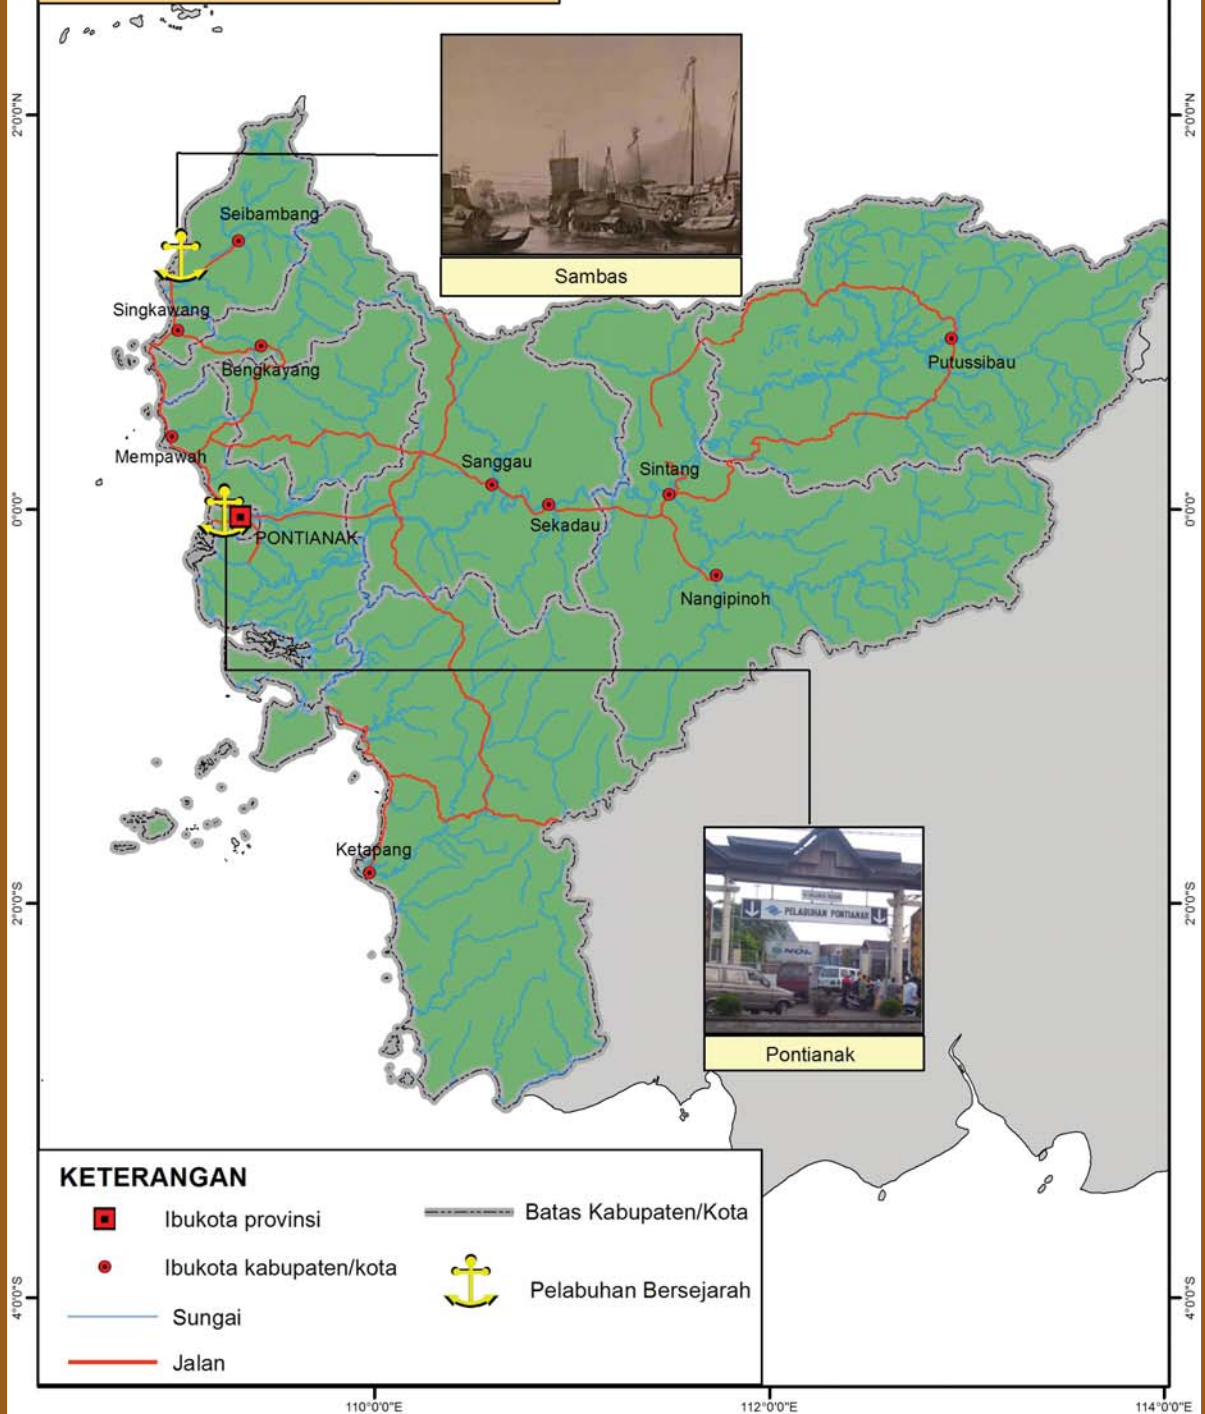 2°0'0"N
2°0'0"N
Sambas
Seibambang
Singkawang
Bengkayang
Putussibau
Mempawah
Sanggau
Sintang
Sekadau
0°0'0"
0°0'0"
PONTIANAK
Nangipinoh
Ketapang
2°0'0"S
2°0'0"S
PELABUHAN PONTIANAK
Pontianak
KETERANGAN
Ibukota provinsi
Batas Kabupaten/Kota
Ibukota kabupaten/kota
Pelabuhan Bersejarah
Sungai
Jalan
4°0'0"S
4°0'0"S
110°0'0"E
112°0'0"E
114°0'0"E